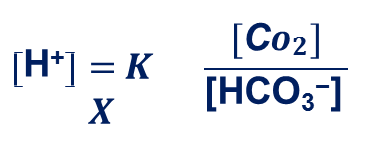 [H⁺] = K [Co₂]
X [HCO₃⁻]